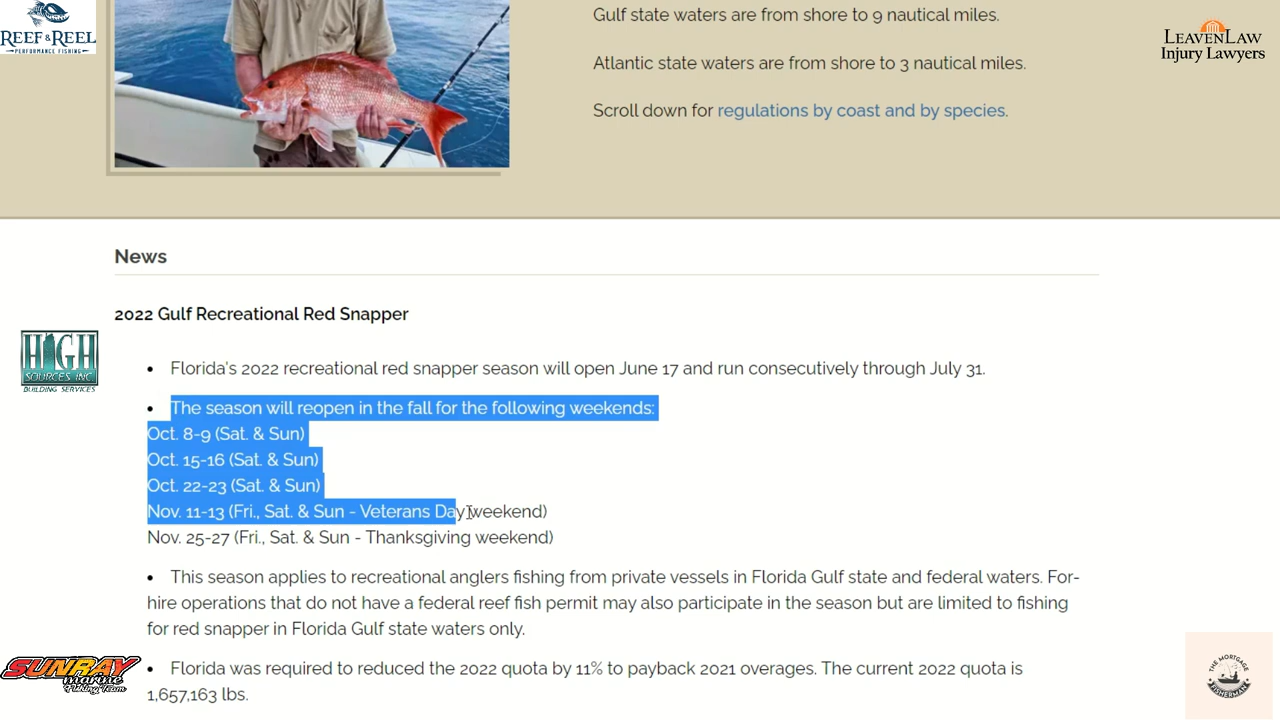 REEF & REEL
PERFORMANCE FISHING
LEAVENLAW
Injury Lawyers
Gulf state waters are from shore to 9 nautical miles.
Atlantic state waters are from shore to 3 nautical miles.
Scroll down for regulations by coast and by species.
News
2022 Gulf Recreational Red Snapper
HIGH
SOURCES INC.
BUILDING SERVICES
• Florida's 2022 recreational red snapper season will open June 17 and run consecutively through July 31.
• The season will reopen in the fall for the following weekends:
Oct. 8-9 (Sat. & Sun)
Oct. 15-16 (Sat. & Sun)
Oct. 22-23 (Sat. & Sun)
Nov. 11-13 (Fri., Sat. & Sun - Veterans Day weekend)
Nov. 25-27 (Fri., Sat. & Sun - Thanksgiving weekend)
• This season applies to recreational anglers fishing from private vessels in Florida Gulf state and federal waters. For-
hire operations that do not have a federal reef fish permit may also participate in the season but are limited to fishing
for red snapper in Florida Gulf state waters only.
• Florida was required to reduced the 2022 quota by 11% to payback 2021 overages. The current 2022 quota is
1,657,163 lbs.
SUNRAY
marine
Fishing Team
THE MORTGAGE
FISHERMAN